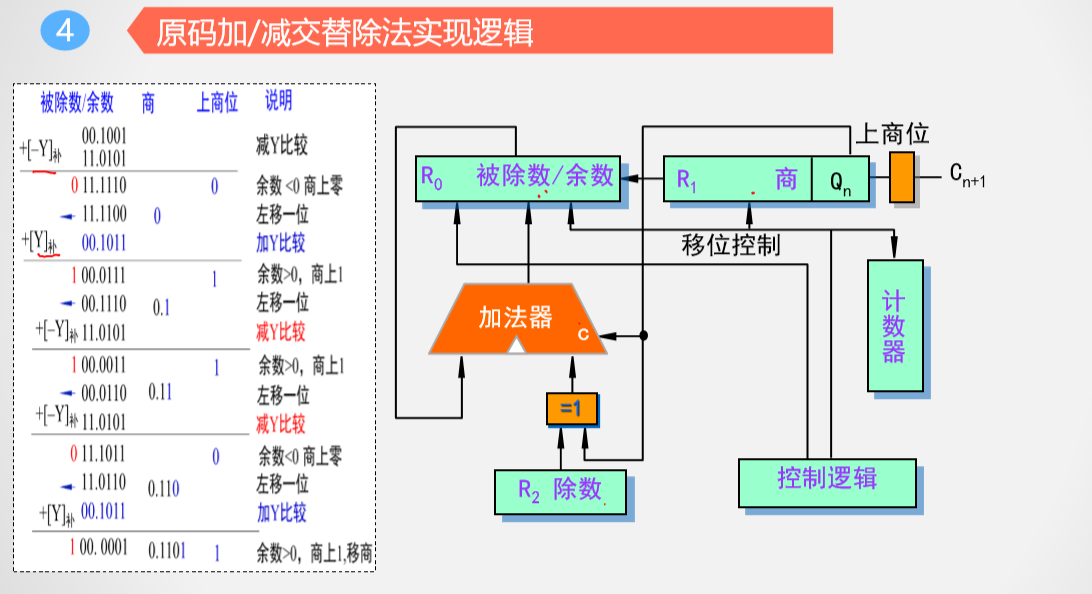 4
原码加/减交替除法实现逻辑
被除数/余数 商 上商位 说明
00.1001
+[-Y]补 11.0101 减Y比较
0 11.1110 0 余数<0 商上零
11.1100 0 左移一位
+[Y]补 00.1011 加Y比较
1 00.0111 1 余数>0，商上1
00.1110 0.1 左移一位
+[-Y]补 11.0101 减Y比较
1 00.0011 1 余数>0，商上1
00.0110 0.11 左移一位
+[-Y]补 11.0101 减Y比较
0 11.1011 0 余数<0 商上零
11.0110 0.110 左移一位
+[Y]补 00.1011 加Y比较
1 00.0001 0.1101 1 余数>0，商上1,移商
上商位
R0 被除数/余数
R1 商 Qn
Cn+1
移位控制
加法器
C
计数器
=1
R2 除数
控制逻辑